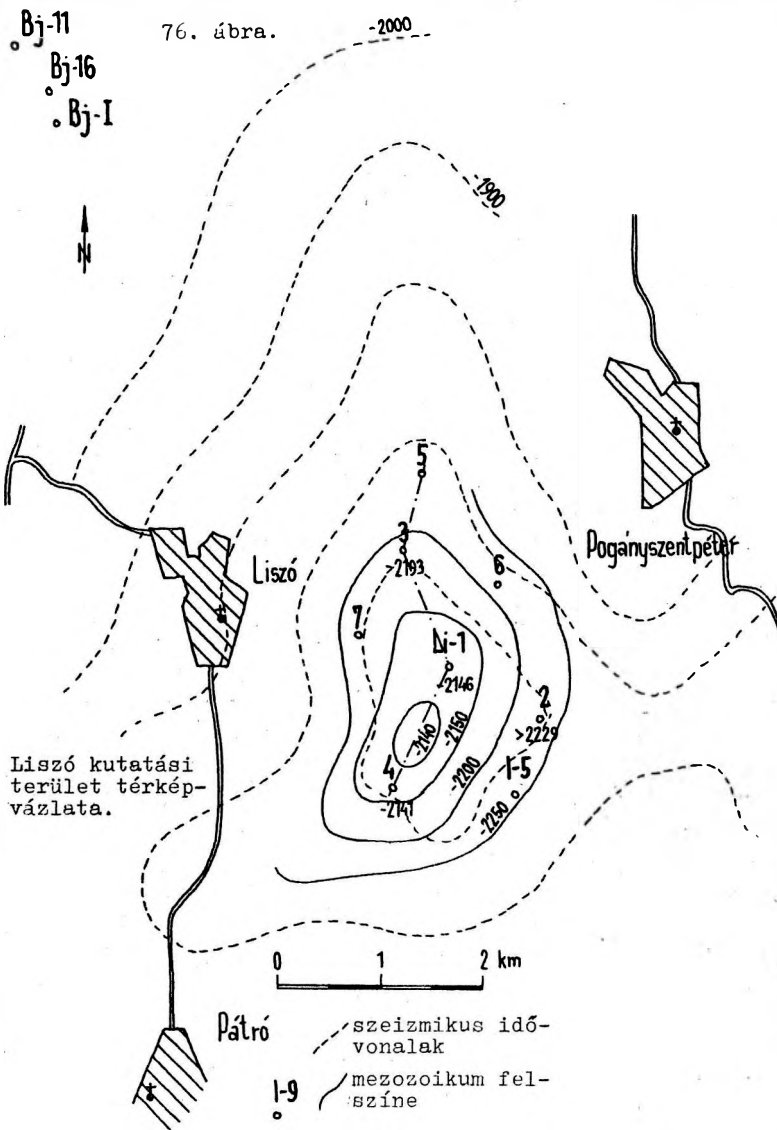 Bj-11
76. ábra.
-2000
Bj-16
Bj-I
N
-1900
5
3
>2193
6
Pogányszentpéter
Liszó
7
-2146
2
>2229
-2140
-2150
-2200
I-5
4
-2141
-2250
Liszó kutatási
terület térkép-
vázlata.
0 1 2 km
Pátró
szeizmikus idő-
vonalak
I-9
mezozoikum fel-
színe